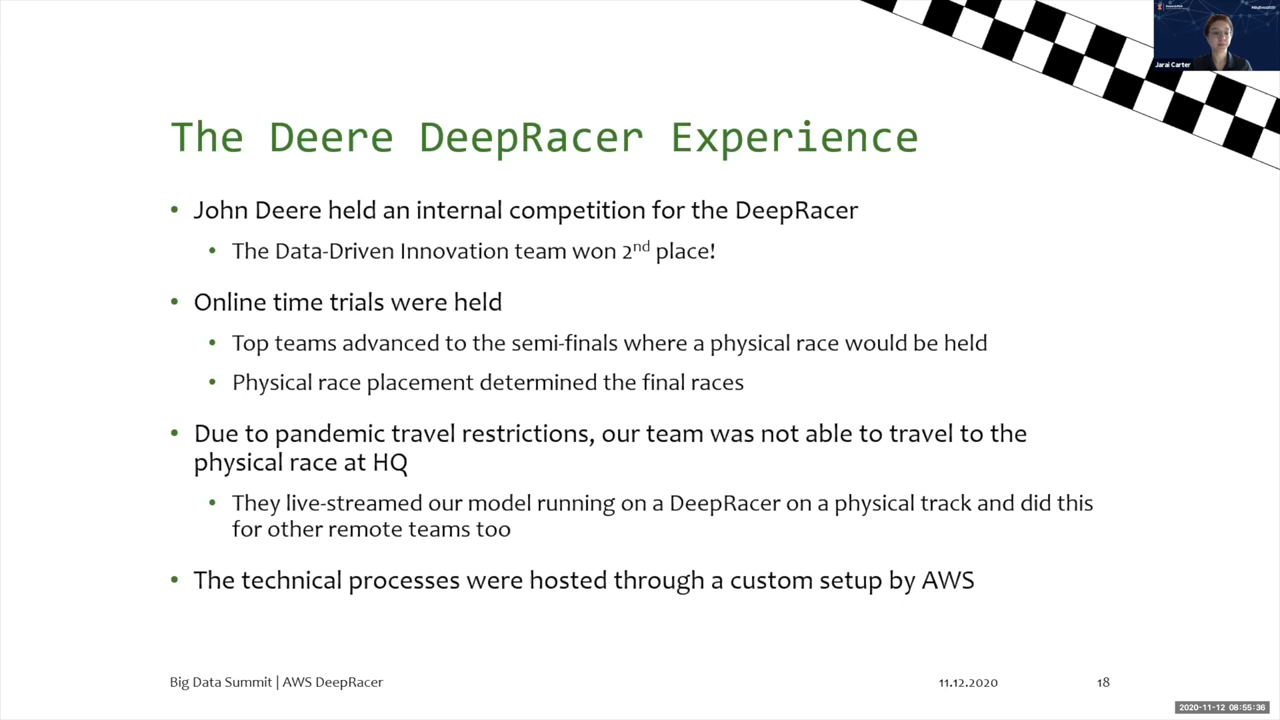 Jarai Carter
The Deere DeepRacer Experience
• John Deere held an internal competition for the DeepRacer
• The Data-Driven Innovation team won 2nd place!
• Online time trials were held
• Top teams advanced to the semi-finals where a physical race would be held
• Physical race placement determined the final races
• Due to pandemic travel restrictions, our team was not able to travel to the
physical race at HQ
• They live-streamed our model running on a DeepRacer on a physical track and did this
for other remote teams too
• The technical processes were hosted through a custom setup by AWS
Big Data Summit | AWS DeepRacer
11.12.2020
18
2020-11-12 08:55:36